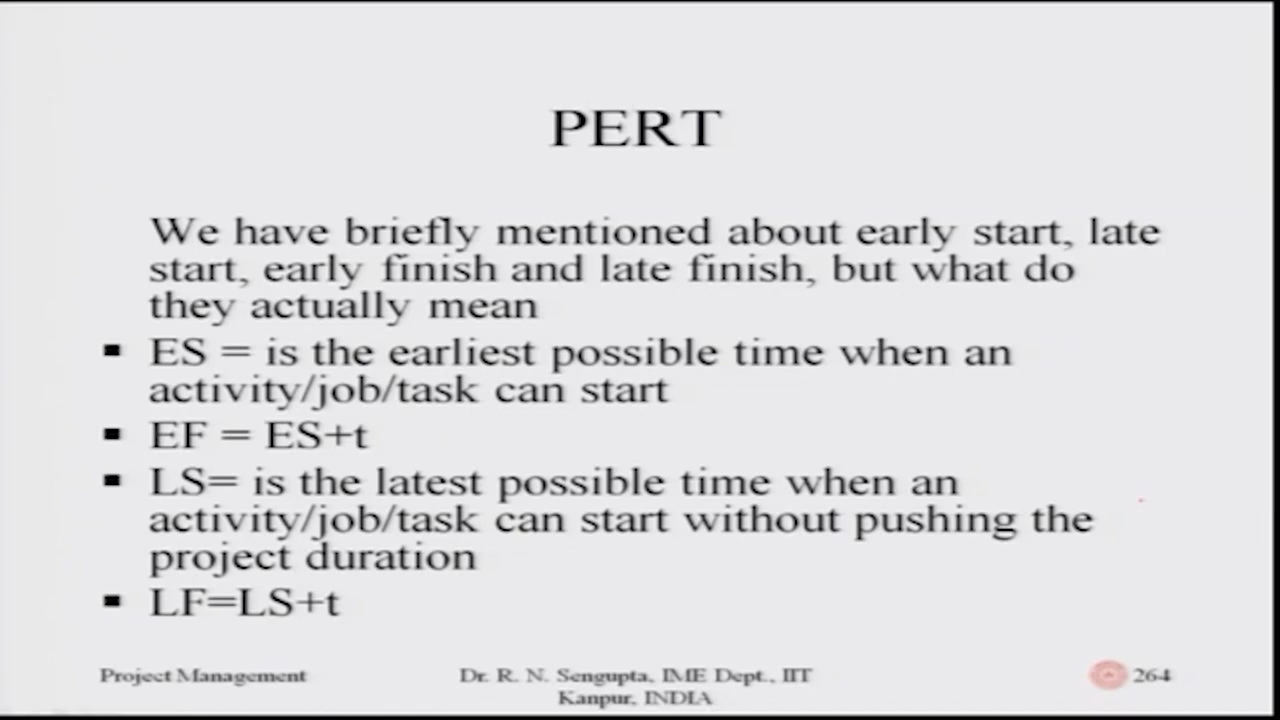 PERT
We have briefly mentioned about early start, late
start, early finish and late finish, but what do
they actually mean
▪ ES = is the earliest possible time when an
activity/job/task can start
▪ EF = ES+t
▪ LS= is the latest possible time when an
activity/job/task can start without pushing the
project duration
▪ LF=LS+t
Project Management
Dr. R. N. Sengupta, IME Dept., IIT
Kanpur, INDIA
264